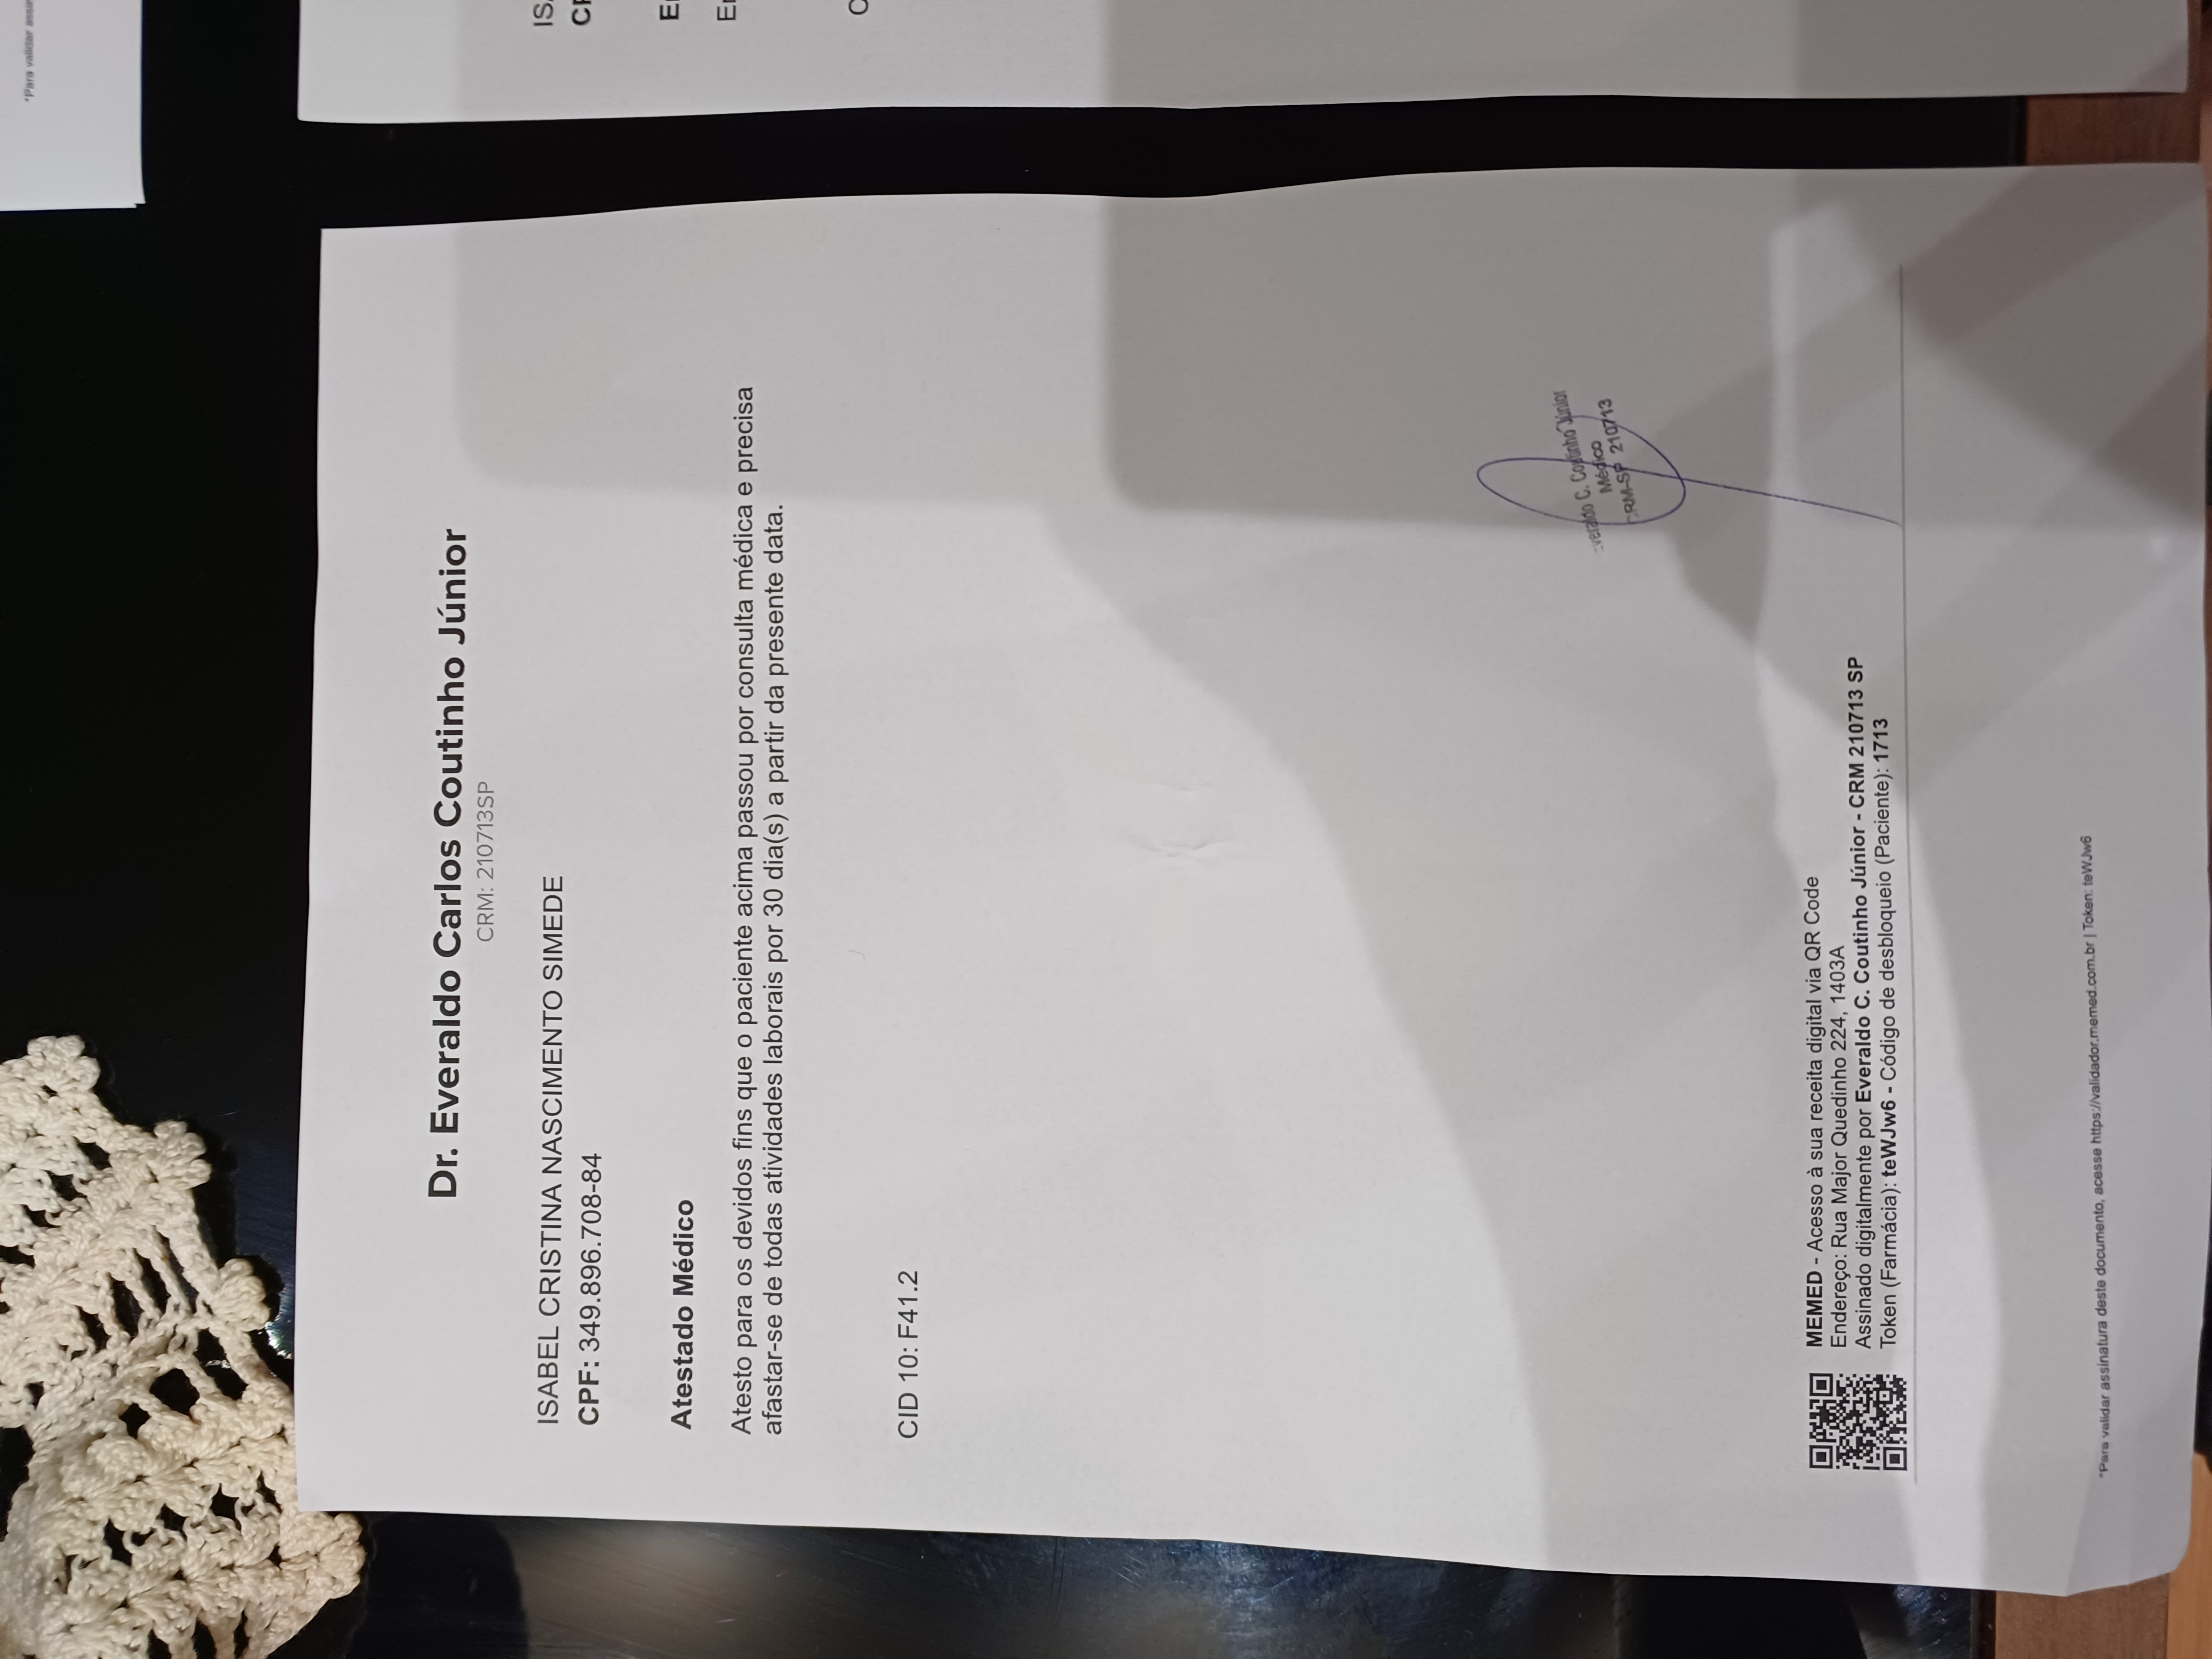 *Para validar
Dr. Everaldo Carlos Coutinho Júnior
CRM: 210713SP
ISABEL CRISTINA NASCIMENTO SIMEDE
CPF: 349.896.708-84
Atestado Médico
Atesto para os devidos fins que o paciente acima passou por consulta médica e precisa
afastar-se de todas atividades laborais por 30 dia(s) a partir da presente data.
CID 10: F41.2
Everaldo C. Coutinho Júnior
Médico
CRM-SP 210713
MEMED - Acesso à sua receita digital via QR Code
Endereço: Rua Major Quedinho 224, 1403A
Assinado digitalmente por Everaldo C. Coutinho Júnior - CRM 210713 SP
Token (Farmácia): teWJw6 - Código de desbloqueio (Paciente): 1713
*Para validar assinatura deste documento, acesse https://validador.memed.com.br | Token: teWJw6